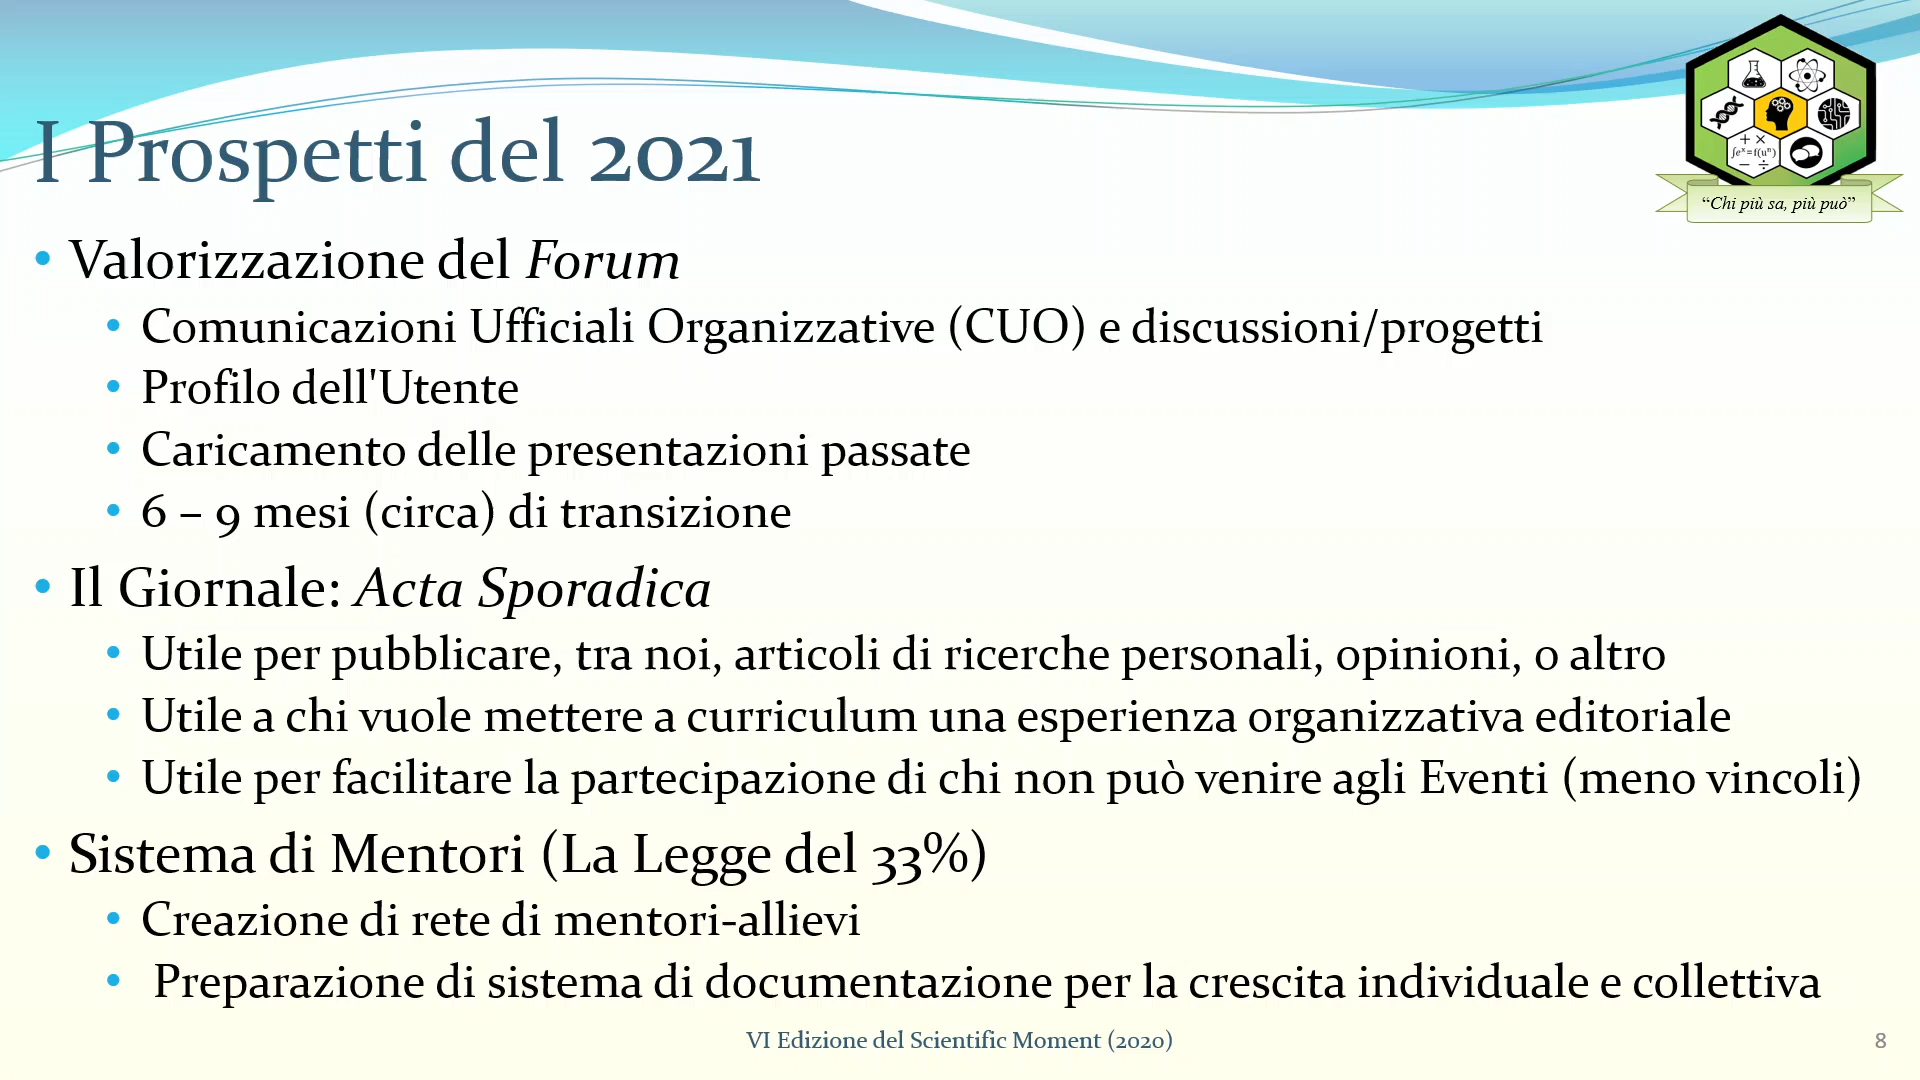 I Prospetti del 2021
+ ×
∫eˣ=f(uⁿ)
− ÷
“Chi più sa, più può”
• Valorizzazione del Forum
• Comunicazioni Ufficiali Organizzative (CUO) e discussioni/progetti
• Profilo dell'Utente
• Caricamento delle presentazioni passate
• 6 – 9 mesi (circa) di transizione
• Il Giornale: Acta Sporadica
• Utile per pubblicare, tra noi, articoli di ricerche personali, opinioni, o altro
• Utile a chi vuole mettere a curriculum una esperienza organizzativa editoriale
• Utile per facilitare la partecipazione di chi non può venire agli Eventi (meno vincoli)
• Sistema di Mentori (La Legge del 33%)
• Creazione di rete di mentori-allievi
• Preparazione di sistema di documentazione per la crescita individuale e collettiva
VI Edizione del Scientific Moment (2020)
8